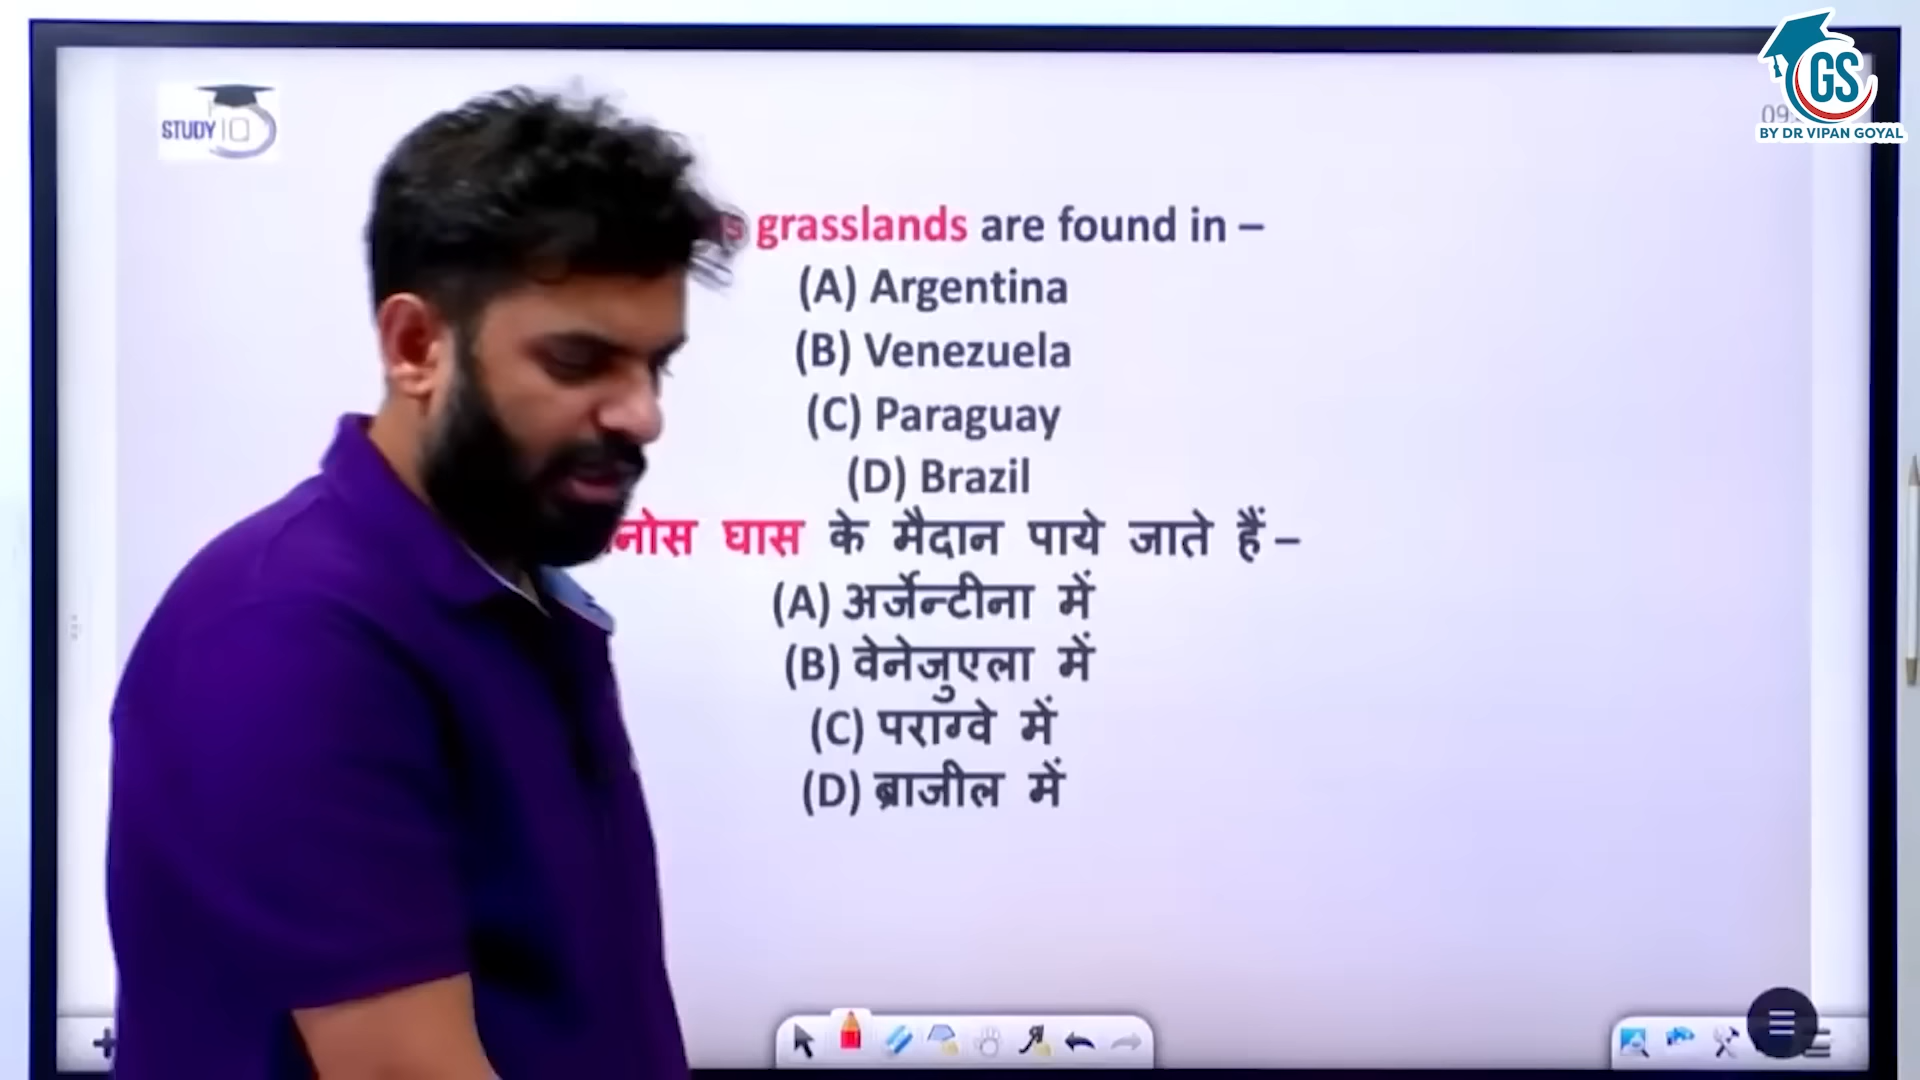 STUDY IQ
GS
BY DR VIPAN GOYAL
grasslands are found in –
(A) Argentina
(B) Venezuela
(C) Paraguay
(D) Brazil
घास के मैदान पाये जाते हैं –
(A) अर्जेन्टीना में
(B) वेनेजुएला में
(C) पराग्वे में
(D) ब्राजील में